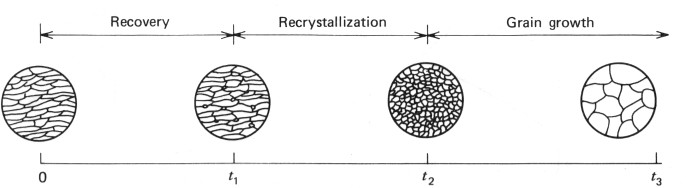 Recovery Recrystallization Grain growth
0 t₁ t₂ t₃